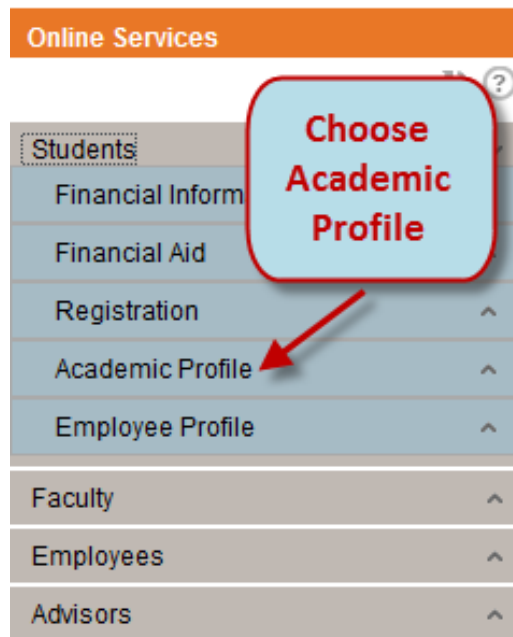 Online Services
?
Choose
Academic
Profile
Students
Financial Inform
Financial Aid
Registration
Academic Profile
Employee Profile
Faculty
Employees
Advisors